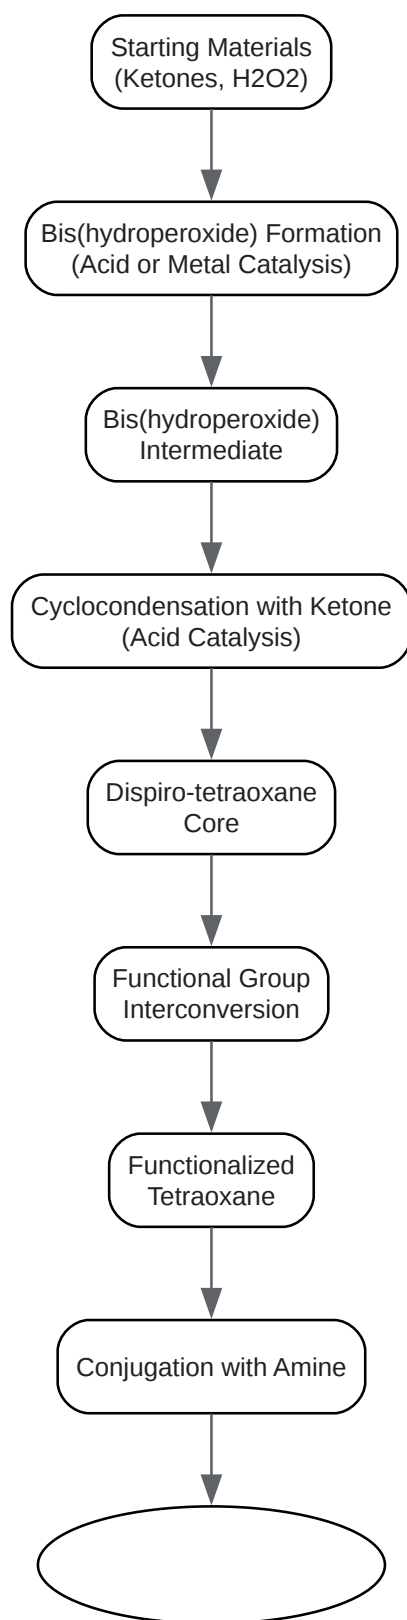 Starting Materials
(Ketones, H2O2)
Bis(hydroperoxide) Formation
(Acid or Metal Catalysis)
Bis(hydroperoxide)
Intermediate
Cyclocondensation with Ketone
(Acid Catalysis)
Dispiro-tetraoxane
Core
Functional Group
Interconversion
Functionalized
Tetraoxane
Conjugation with Amine